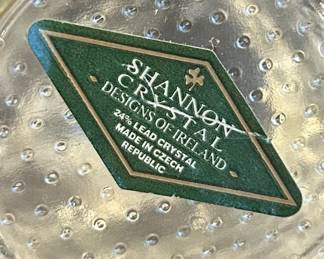 SHANNON
CRYSTAL
DESIGNS OF IRELAND
24% LEAD CRYSTAL
MADE IN CZECH
REPUBLIC